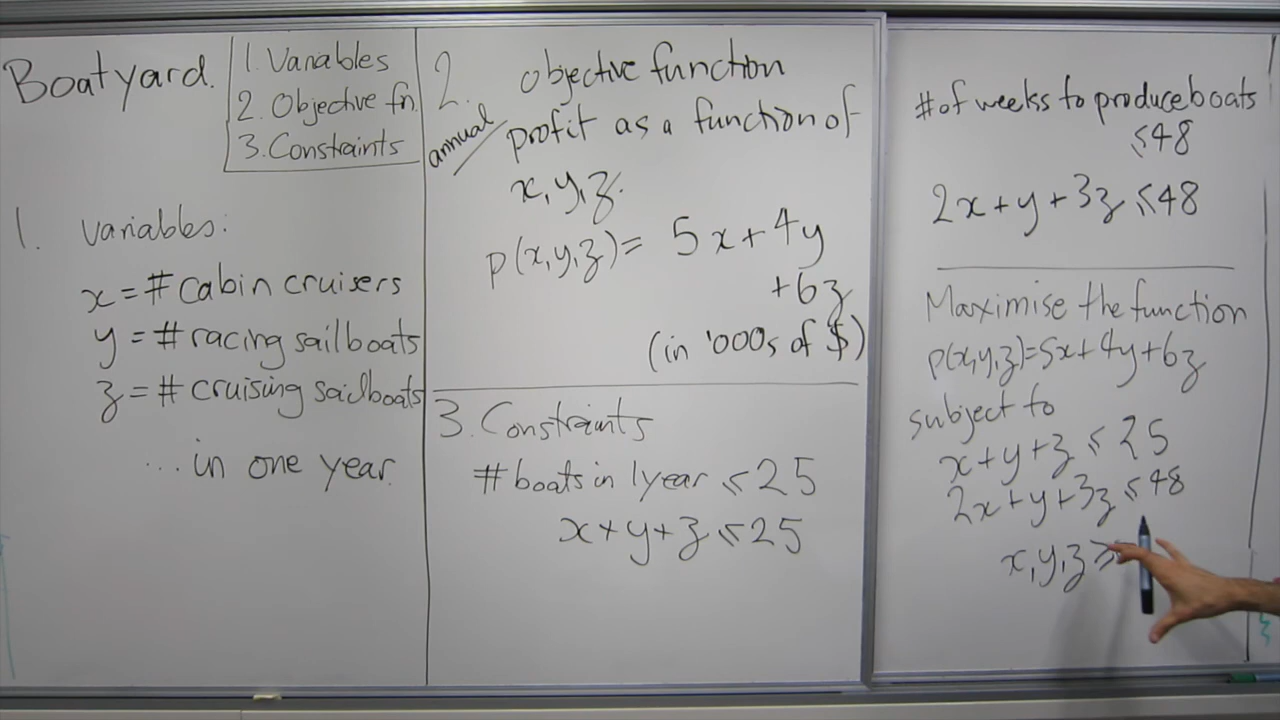 Boatyard.
1. Variables
2. Objective fn.
3. Constraints
1. Variables:
x = # cabin cruisers
y = # racing sailboats
z = # cruising sailboats
... in one year.
2. objective function
annual / profit as a function of
x, y, z.
p(x,y,z) = 5x + 4y
+ 6z
(in '000s of $)
3. Constraints
# boats in 1 year ⩽ 25
x + y + z ⩽ 25
# of weeks to produce boats
⩽ 48
2x + y + 3z ⩽ 48
Maximise the function
p(x,y,z) = 5x + 4y + 6z
subject to
x + y + z ⩽ 25
2x + y + 3z ⩽ 48
x, y, z ⩾